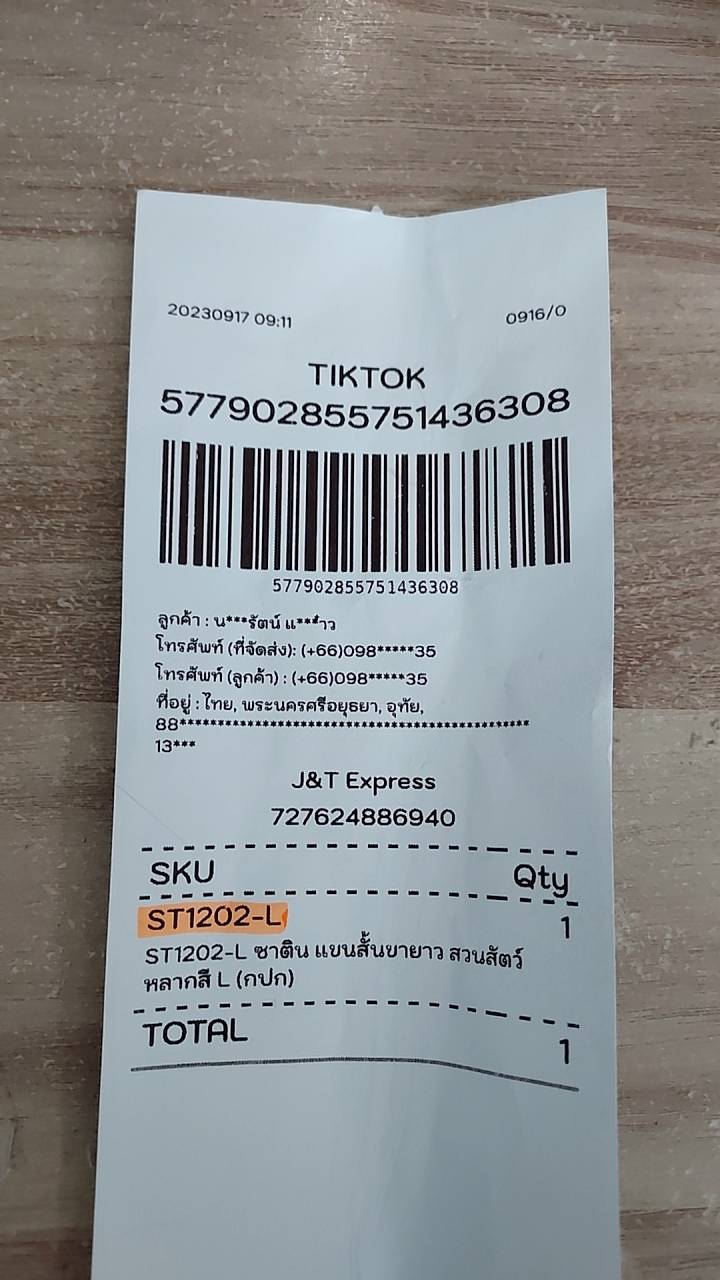 20230917 09:11
0916/0
TIKTOK
577902855751436308
577902855751436308
ลูกค้า : น***รัตน์ แ***้าว
โทรศัพท์ (ที่จัดส่ง): (+66)098*****35
โทรศัพท์ (ลูกค้า) : (+66)098*****35
ที่อยู่ : ไทย, พระนครศรีอยุธยา, อุทัย,
88**********************************************
13***
J&T Express
727624886940
SKU Qty
ST1202-L 1
ST1202-L ซาติน แขนสั้นขายาว สวนสัตว์
หลากสี L (กปก)
TOTAL 1